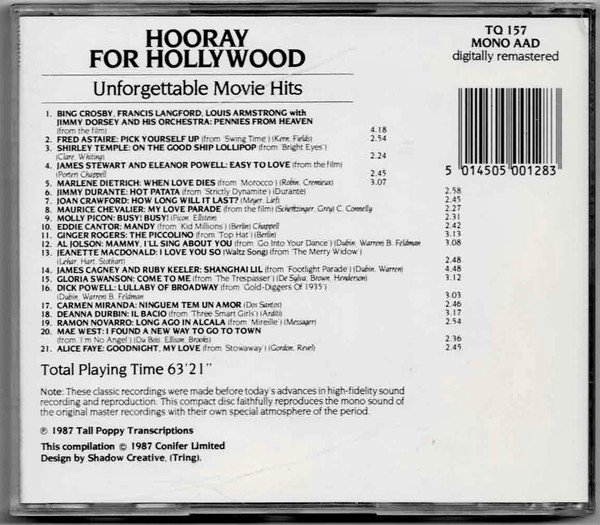 HOORAY
FOR HOLLYWOOD
Unforgettable Movie Hits
TQ 157
MONO AAD
digitally remastered
5 014505 001283
1. BING CROSBY, FRANCIS LANGFORD, LOUIS ARMSTRONG with
JIMMY DORSEY AND HIS ORCHESTRA: PENNIES FROM HEAVEN
(from the film) 4.18
2. FRED ASTAIRE: PICK YOURSELF UP (from 'Swing Time') (Kern, Fields) 2.54
3. SHIRLEY TEMPLE: ON THE GOOD SHIP LOLLIPOP (from 'Bright Eyes')
(Clare, Whiting) 2.24
4. JAMES STEWART AND ELEANOR POWELL: EASY TO LOVE (from the film)
(Porter) Chappell 2.45
5. MARLENE DIETRICH: WHEN LOVE DIES (from 'Morocco') (Robin, Cremieux) 3.07
6. JIMMY DURANTE: HOT PATATA (from 'Strictly Dynamite') (Durante) 2.58
7. JOAN CRAWFORD: HOW LONG WILL IT LAST? (Meyer, Lief) 2.45
8. MAURICE CHEVALIER: MY LOVE PARADE (from the film) (Schertzinger, Grey) C. Connelly 2.27
9. MOLLY PICON: BUSY! BUSY! (Picon, Ellstein) 2.31
10. EDDIE CANTOR: MANDY (from 'Kid Millions') (Berlin) Chappell 2.42
11. GINGER ROGERS: THE PICCOLINO (from 'Top Hat') (Berlin) 3.13
12. AL JOLSON: MAMMY, I'LL SING ABOUT YOU (from 'Go Into Your Dance') (Dubin, Warren) B. Feldman 3.08
13. JEANETTE MACDONALD: I LOVE YOU SO (Waltz Song) (from 'The Merry Widow')
(Lehar, Hart, Stothart) 2.48
14. JAMES CAGNEY AND RUBY KEELER: SHANGHAI LIL (from 'Footlight Parade') (Dubin, Warren) 4.48
15. GLORIA SWANSON: COME TO ME (from 'The Trespasser') (De Sylva, Brown, Henderson) 3.12
16. DICK POWELL: LULLABY OF BROADWAY (from 'Gold-Diggers Of 1935')
(Dubin, Warren) B. Feldman 3.03
17. CARMEN MIRANDA: NINGUEM TEM UN AMOR (Dos Santos) 2.46
18. DEANNA DURBIN: IL BACIO (from 'Three Smart Girls') (Arditi) 3.17
19. RAMON NOVARRO: LONG AGO IN ALCALA (from 'Mireille') (Messager) 2.54
20. MAE WEST: I FOUND A NEW WAY TO GO TO TOWN
(from 'I'm No Angel') (Du Bois, Ellison, Brooks) 2.36
21. ALICE FAYE: GOODNIGHT, MY LOVE (from 'Stowaway') (Gordon, Revel) 2.45
Total Playing Time 63'21"
Note: These classic recordings were made before today's advances in high-fidelity sound
recording and reproduction. This compact disc faithfully reproduces the mono sound of
the original master recordings with their own special atmosphere of the period.
℗ 1987 Tall Poppy Transcriptions
This compilation © 1987 Conifer Limited
Design by Shadow Creative, (Tring).